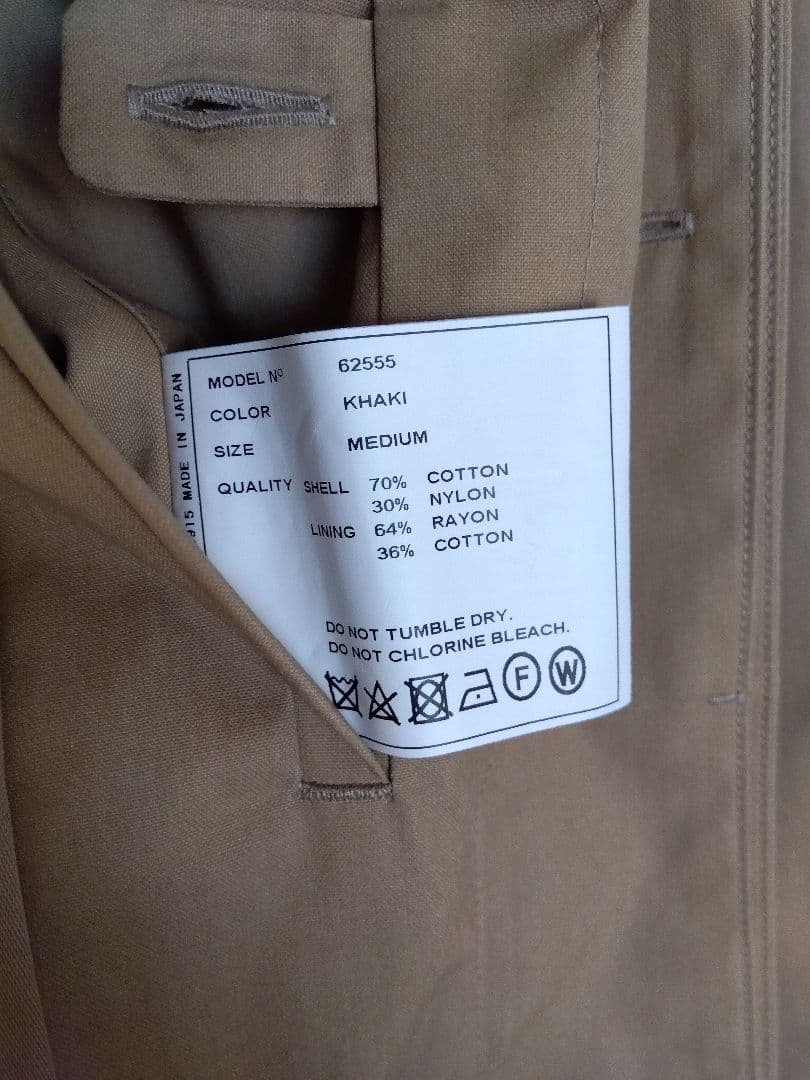 MODEL Nº 62555
COLOR KHAKI
SIZE MEDIUM
QUALITY SHELL 70% COTTON
30% NYLON
LINING 64% RAYON
36% COTTON
DO NOT TUMBLE DRY.
DO NOT CHLORINE BLEACH.
F W
MADE IN JAPAN